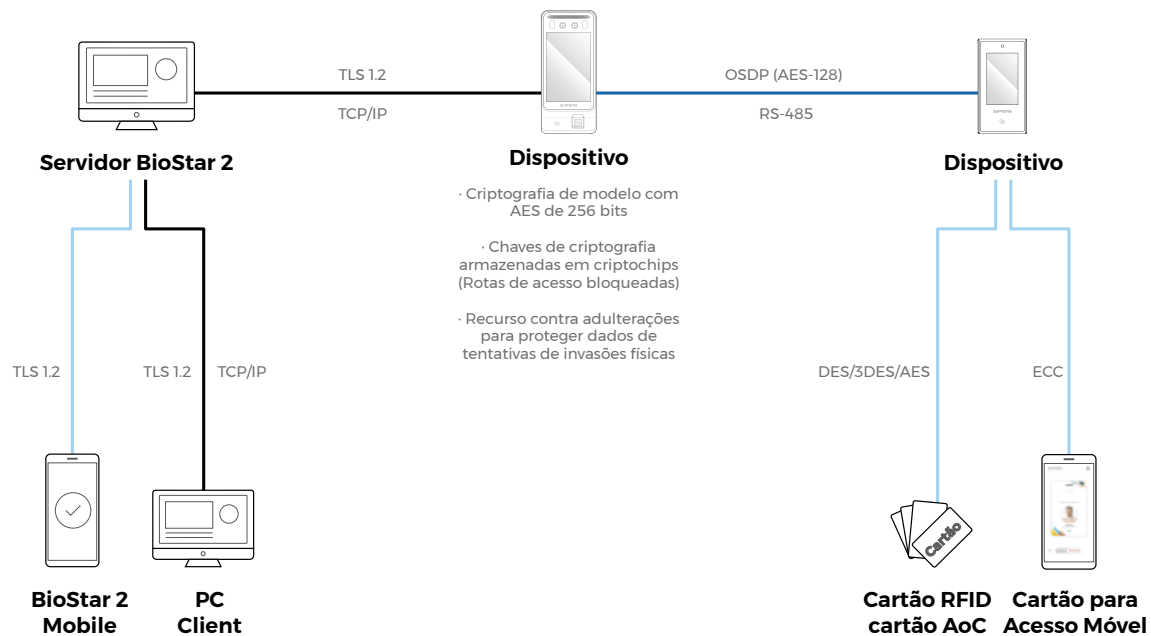 TLS 1.2
TCP/IP
OSDP (AES-128)
RS-485
Servidor BioStar 2
Dispositivo
Dispositivo
· Criptografia de modelo com
AES de 256 bits
· Chaves de criptografia
armazenadas em criptochips
(Rotas de acesso bloqueadas)
· Recurso contra adulterações
para proteger dados de
tentativas de invasões físicas
TLS 1.2
TLS 1.2
TCP/IP
DES/3DES/AES
ECC
Cartão
BioStar 2
Mobile
PC
Client
Cartão RFID
cartão AoC
Cartão para
Acesso Móvel